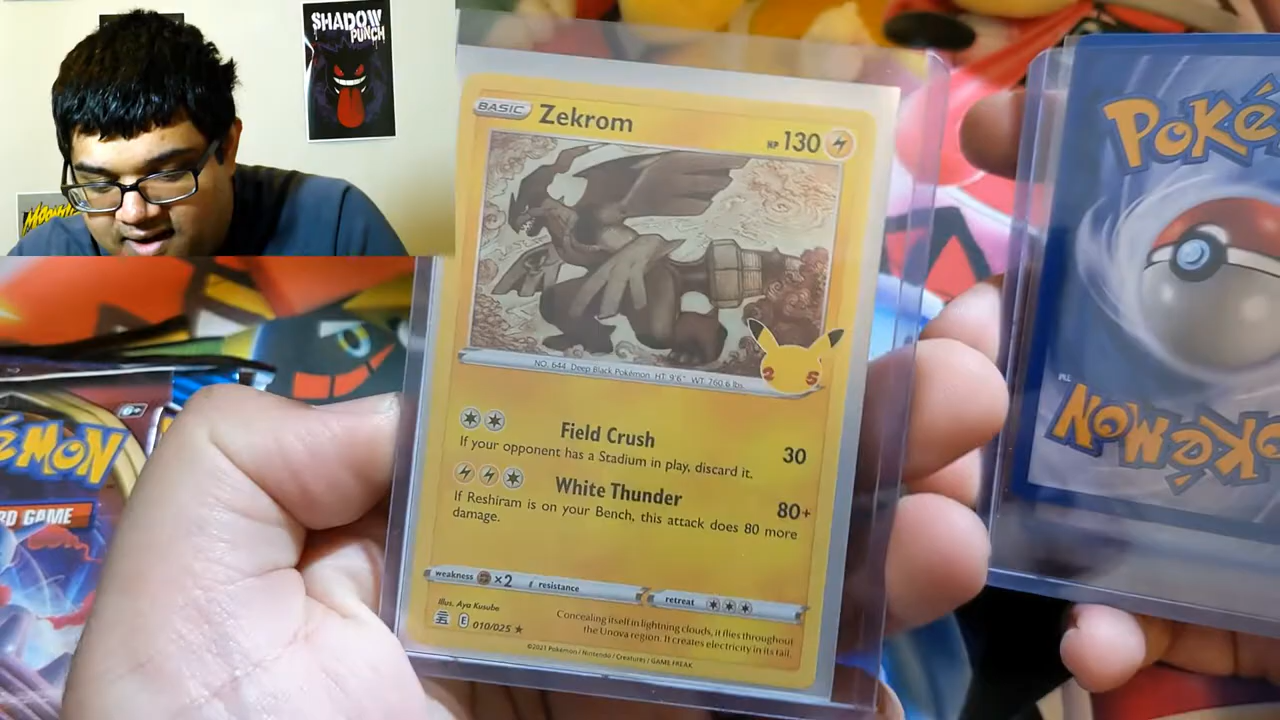 SHADOW
PUNCH
BASIC
Zekrom
HP 130
NO. 644 Deep Black Pokémon HT: 9'6" WT: 760.6 lbs.
2 5
Field Crush
30
If your opponent has a Stadium in play, discard it.
White Thunder
80+
If Reshiram is on your Bench, this attack does 80 more
damage.
weakness ×2 resistance
retreat
Illus. Aya Kusube
E 010/025 ★
Concealing itself in lightning clouds, it flies throughout
the Unova region. It creates electricity in its tail.
©2021 Pokémon / Nintendo / Creatures / GAME FREAK
éMON
RD GAME
POKé
POKéMON